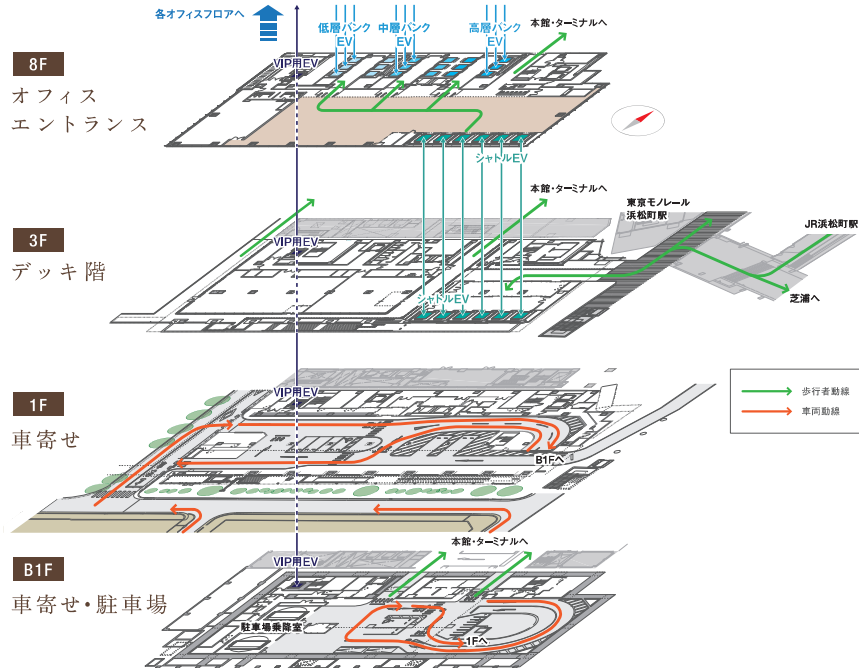 各オフィスフロアへ
低層バンク
EV
中層バンク
EV
高層バンク
EV
本館・ターミナルへ
8F
VIP用EV
オフィス
エントランス
シャトルEV
本館・ターミナルへ
東京モノレール
浜松町駅
JR浜松町駅
3F
VIP用EV
デッキ階
シャトルEV
芝浦へ
1F
VIP用EV
歩行者動線
車両動線
車寄せ
B1Fへ
本館・ターミナルへ
B1F
VIP用EV
車寄せ・駐車場
駐車場乗降室
1Fへ